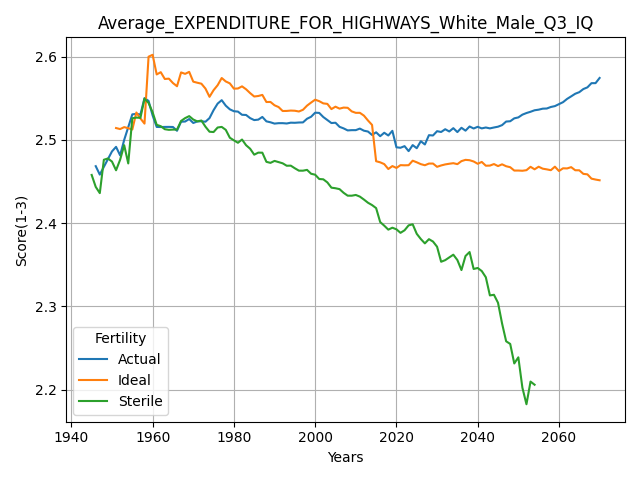 Average_EXPENDITURE_FOR_HIGHWAYS_White_Male_Q3_IQ
2.6
2.5
2.4
2.3
2.2
Score(1-3)
Fertility
Actual
Ideal
Sterile
1940 1960 1980 2000 2020 2040 2060
Years